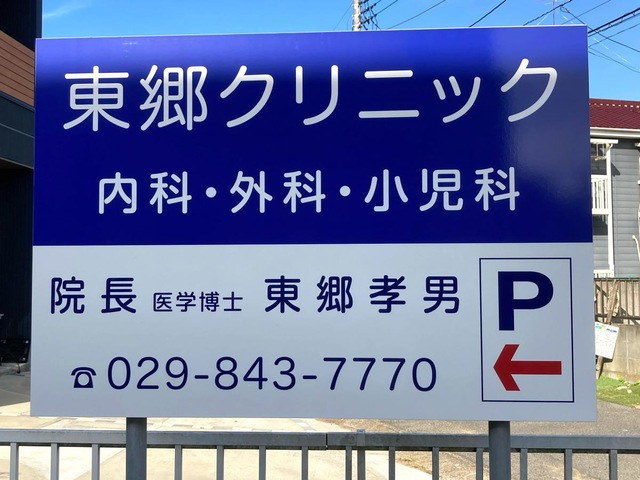 東郷クリニック
内科・外科・小児科
院長 医学博士 東郷孝男
☎029-843-7770
P
←